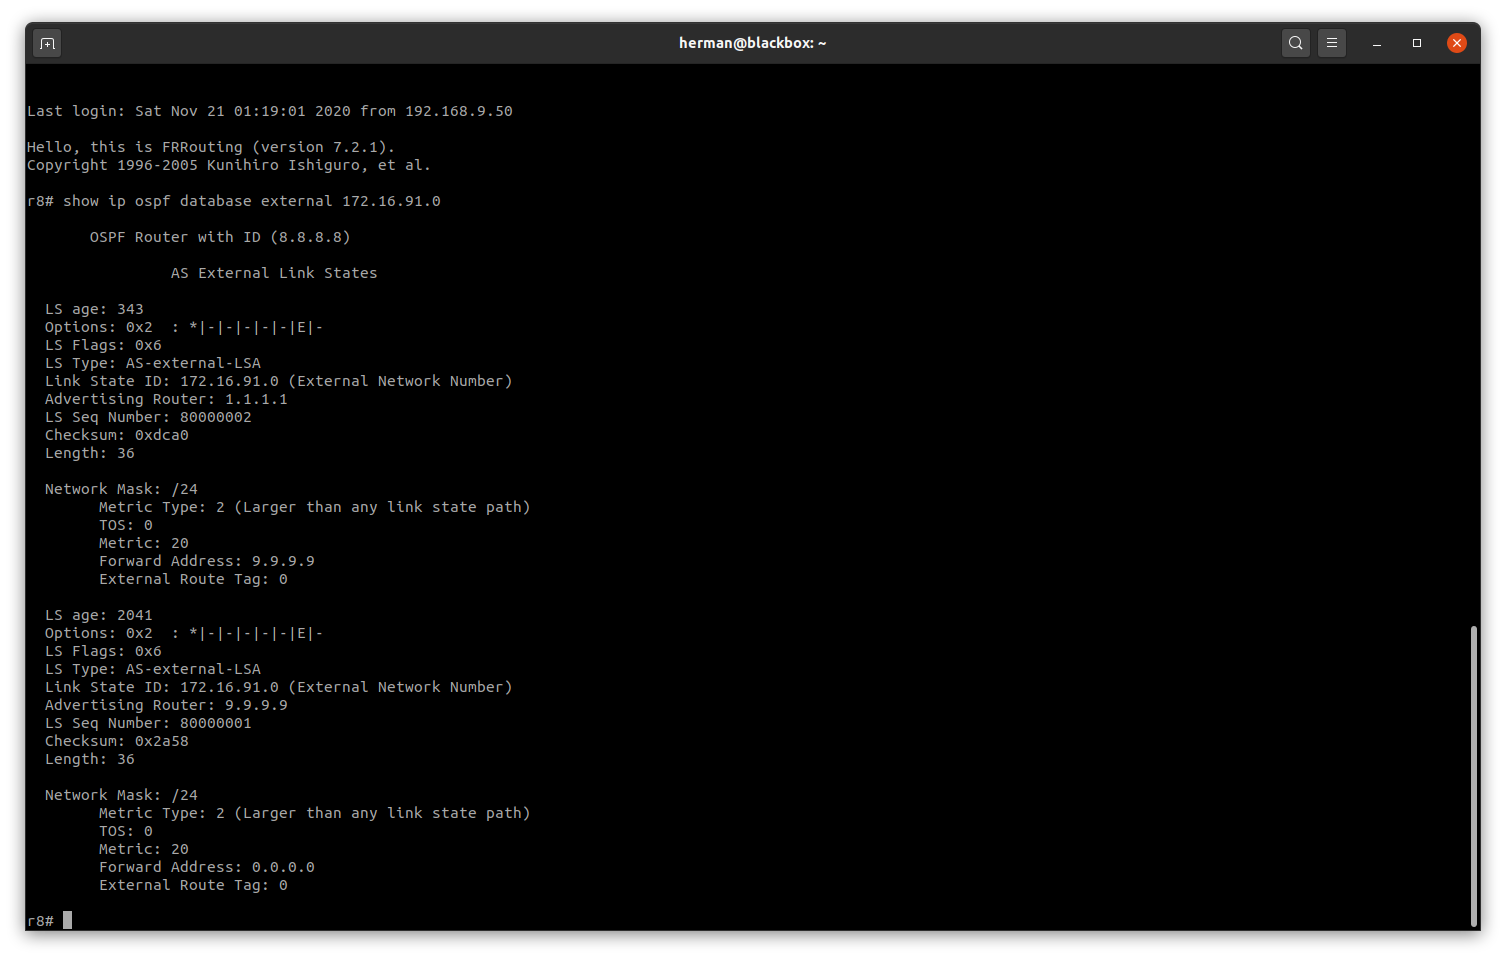 herman@blackbox: ~
Last login: Sat Nov 21 01:19:01 2020 from 192.168.9.50
Hello, this is FRRouting (version 7.2.1).
Copyright 1996-2005 Kunihiro Ishiguro, et al.
r8# show ip ospf database external 172.16.91.0
OSPF Router with ID (8.8.8.8)
AS External Link States
LS age: 343
Options: 0x2  : *|-|-|-|-|-|E|-
LS Flags: 0x6
LS Type: AS-external-LSA
Link State ID: 172.16.91.0 (External Network Number)
Advertising Router: 1.1.1.1
LS Seq Number: 80000002
Checksum: 0xdca0
Length: 36
Network Mask: /24
Metric Type: 2 (Larger than any link state path)
TOS: 0
Metric: 20
Forward Address: 9.9.9.9
External Route Tag: 0
LS age: 2041
Options: 0x2  : *|-|-|-|-|-|E|-
LS Flags: 0x6
LS Type: AS-external-LSA
Link State ID: 172.16.91.0 (External Network Number)
Advertising Router: 9.9.9.9
LS Seq Number: 80000001
Checksum: 0x2a58
Length: 36
Network Mask: /24
Metric Type: 2 (Larger than any link state path)
TOS: 0
Metric: 20
Forward Address: 0.0.0.0
External Route Tag: 0
r8#